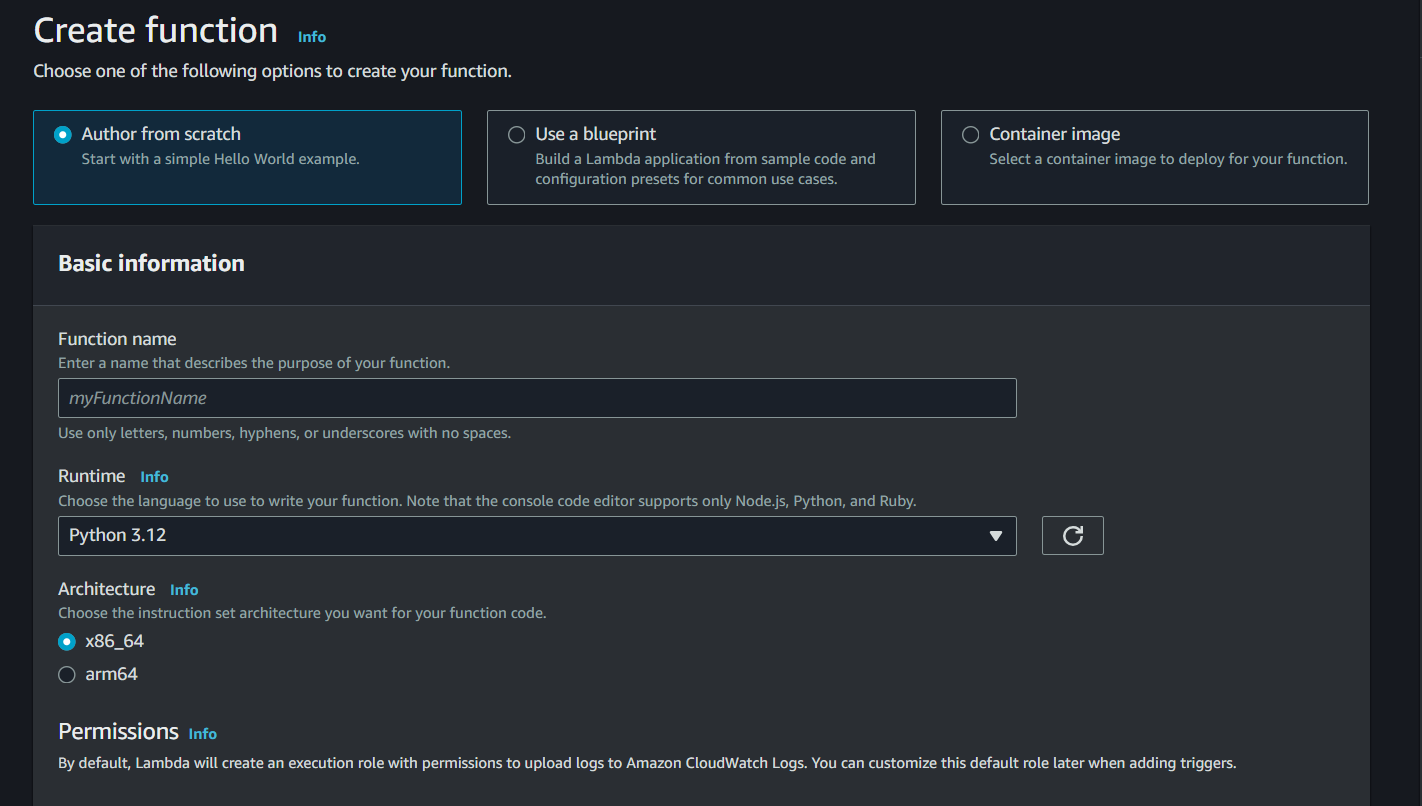 Create function Info
Choose one of the following options to create your function.
Author from scratch
Start with a simple Hello World example.
Use a blueprint
Build a Lambda application from sample code and
configuration presets for common use cases.
Container image
Select a container image to deploy for your function.
Basic information
Function name
Enter a name that describes the purpose of your function.
myFunctionName
Use only letters, numbers, hyphens, or underscores with no spaces.
Runtime Info
Choose the language to use to write your function. Note that the console code editor supports only Node.js, Python, and Ruby.
Python 3.12
Architecture Info
Choose the instruction set architecture you want for your function code.
x86_64
arm64
Permissions Info
By default, Lambda will create an execution role with permissions to upload logs to Amazon CloudWatch Logs. You can customize this default role later when adding triggers.